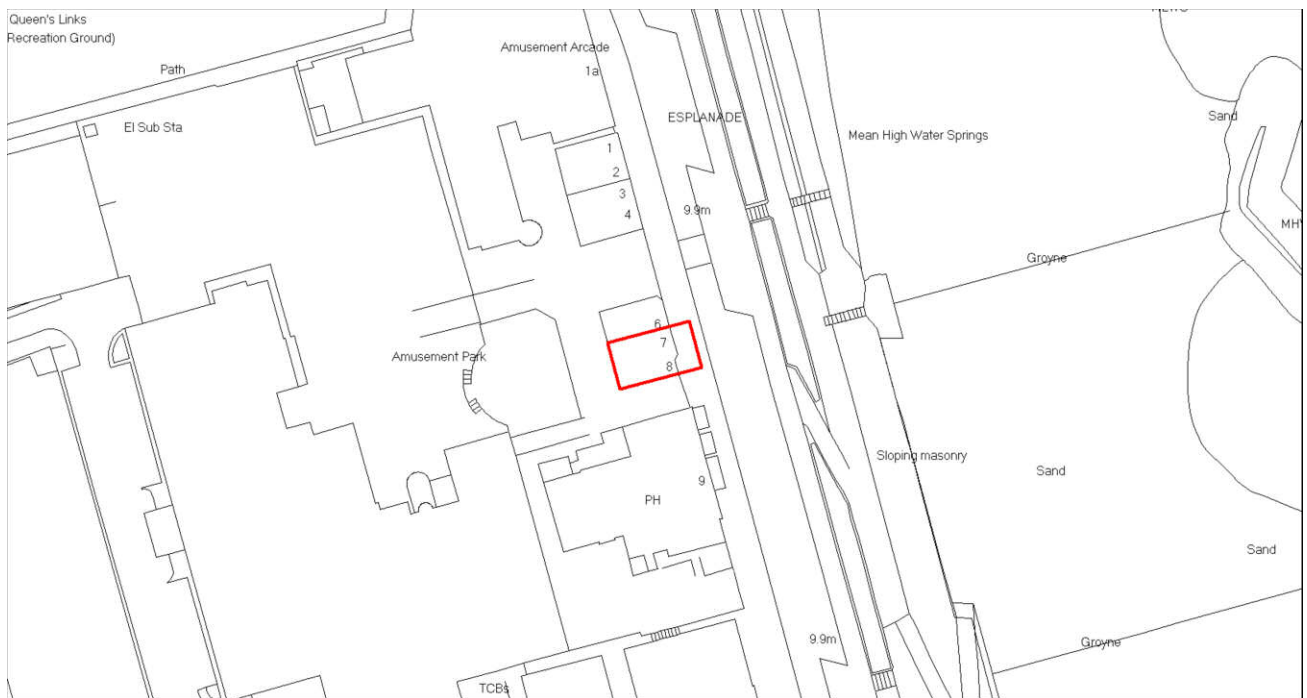 Queen's Links
Recreation Ground)
Path
El Sub Sta
Amusement Arcade
1a
ESPLANADE
1
2
3
4
9.9m
Mean High Water Springs
Sand
Groyne
6
7
8
Amusement Park
9
PH
Sloping masonry
Sand
Sand
9.9m
Groyne
TCBs